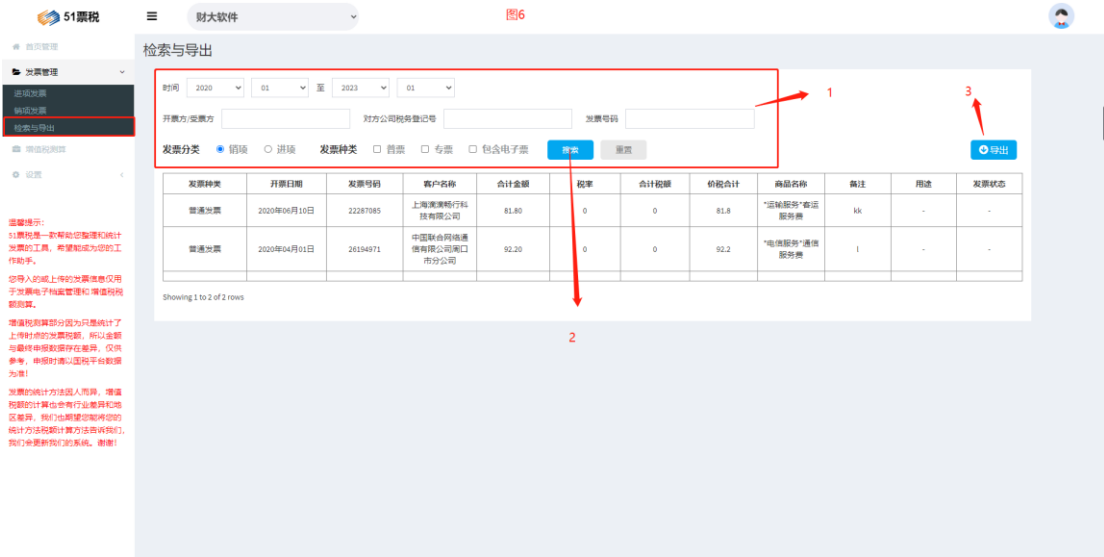 51票税
财大软件
图6
首页管理
检索与导出
发票管理
进项发票
销项发票
检索与导出
增值税测算
设置
时间 2020 01 至 2023 01
1
开票方/受票方 对方公司税务登记号 发票号码
3
发票分类 销项 进项 发票种类 普票 专票 包含电子票 搜索 重置
导出
发票种类 开票日期 发票号码 客户名称 合计金额 税率 合计税额 价税合计 商品名称 备注 用途 发票状态
普通发票 2020年06月10日 22287085 上海滴滴畅行科 81.80 0 0 81.8 *运输服务*客运 kk - -
技有限公司 服务费
普通发票 2020年04月01日 26194971 中国联合网络通 92.20 0 0 92.2 *电信服务*通信 l - -
信有限公司周口 服务费
市分公司
Showing 1 to 2 of 2 rows
2
温馨提示:
51票税是一款帮助您整理和统计
发票的工具，希望能成为您的工
作助手。
您导入的或上传的发票信息仅用
于发票电子档案管理和 增值税税
额测算。
增值税测算部分因为只是统计了
上传时点的发票税额，所以金额
与最终申报数据存在差异，仅供
参考，申报时请以国税平台数据
为准!
发票的统计方法因人而异，增值
税额的计算也会有行业差异和地
区差异，我们也期望您能将您的
统计方法税额计算方法告诉我们，
我们会更新我们的系统。谢谢!